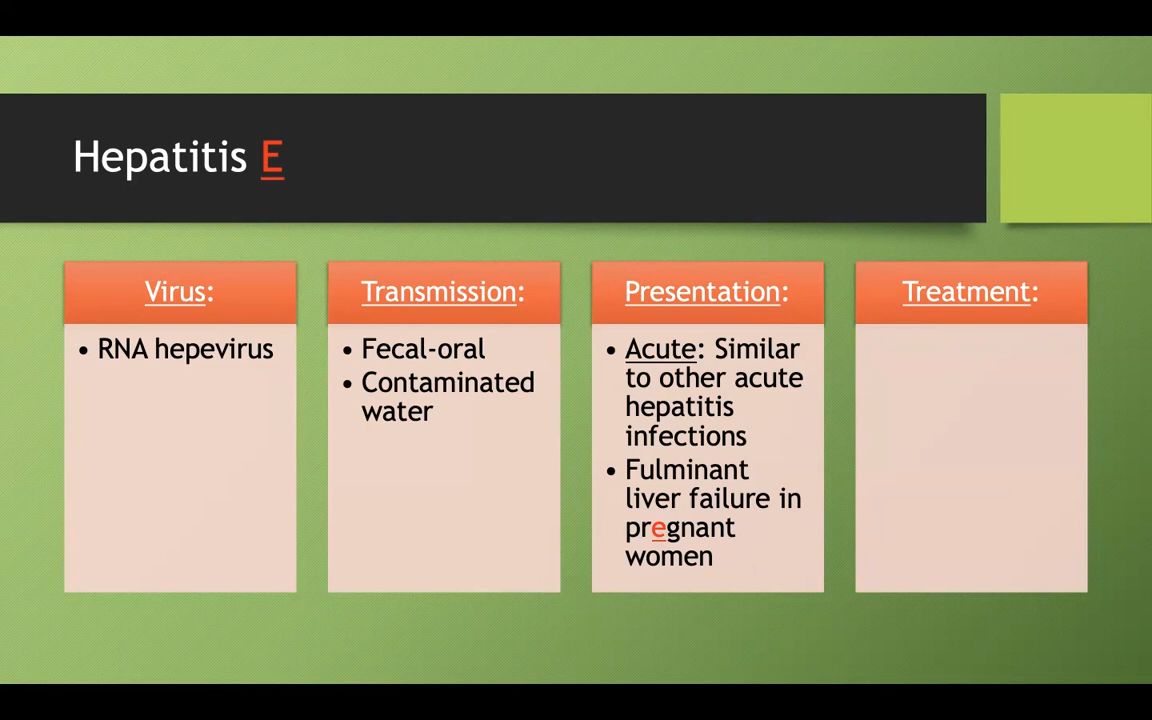 Hepatitis E
Virus:
• RNA hepevirus
Transmission:
• Fecal-oral
• Contaminated
water
Presentation:
• Acute: Similar
to other acute
hepatitis
infections
• Fulminant
liver failure in
pregnant
women
Treatment: